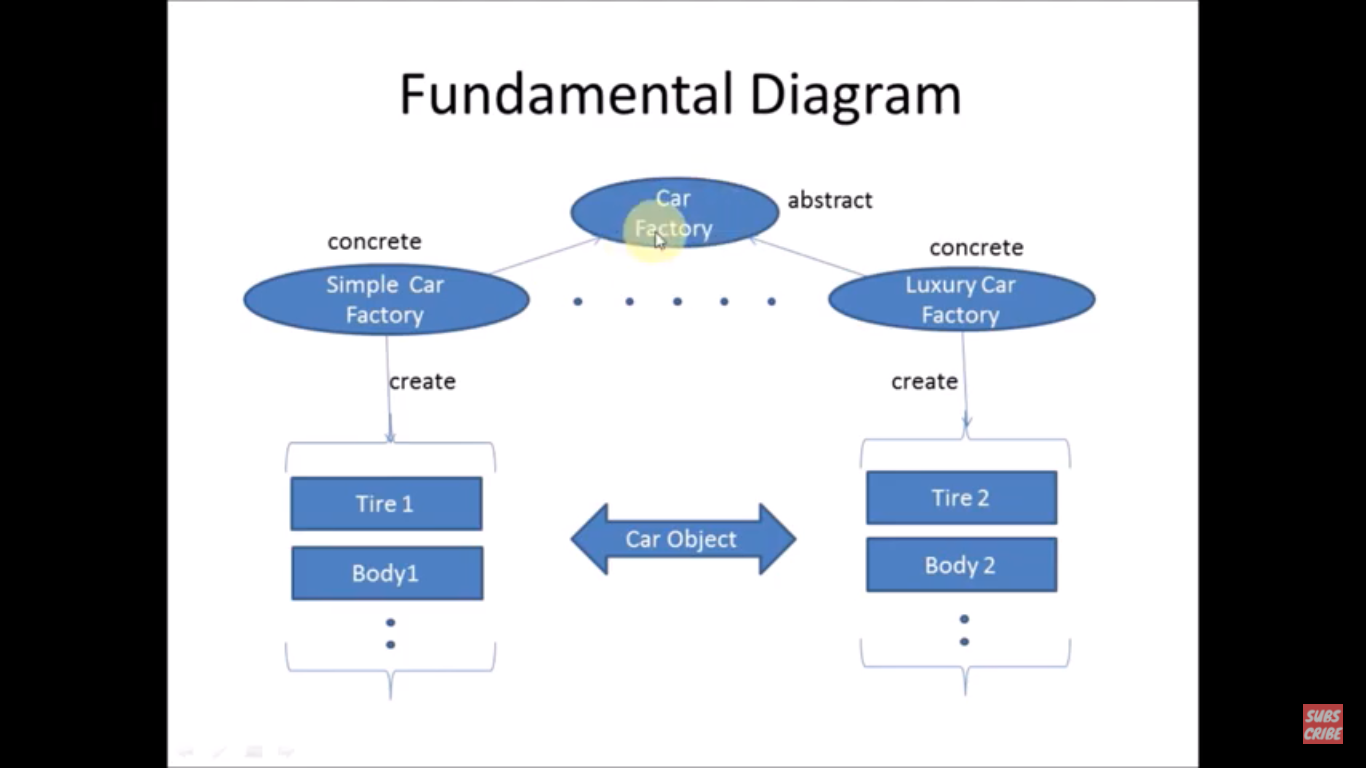 Fundamental Diagram
Car
Factory
abstract
concrete
Simple Car
Factory
concrete
Luxury Car
Factory
create
create
Tire 1
Body1
Car Object
Tire 2
Body 2
SUBS
CRIBE